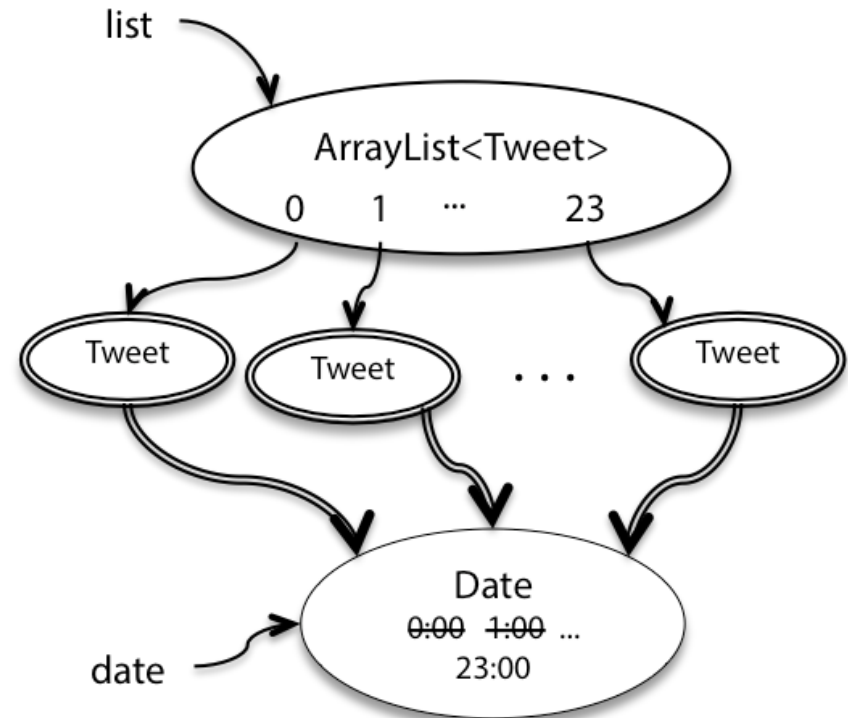 list
ArrayList<Tweet>
0 1 ... 23
Tweet Tweet ... Tweet
Date
0:00 1:00 ...
23:00
date